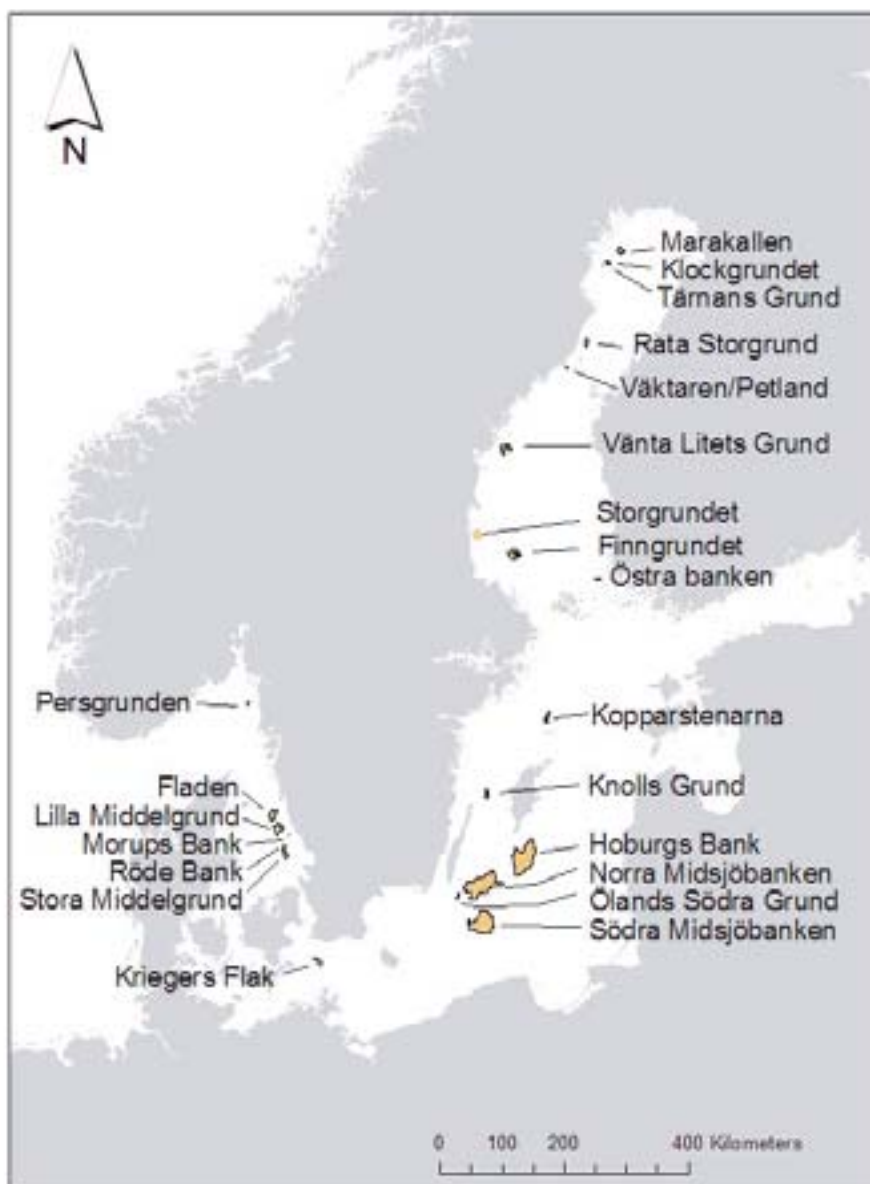 N
Marakallen
Klockgrundet
Tärnans Grund
Rata Storgrund
Väktaren/Petland
Vänta Litets Grund
Storgrundet
Finngrundet
- Östra banken
Persgrunden
Kopparstenarna
Fladen
Lilla Middelgrund
Morups Bank
Röde Bank
Stora Middelgrund
Knolls Grund
Hoburgs Bank
Norra Midsjöbanken
Ölands Södra Grund
Södra Midsjöbanken
Kriegers Flak
0 100 200 400 Kilometers